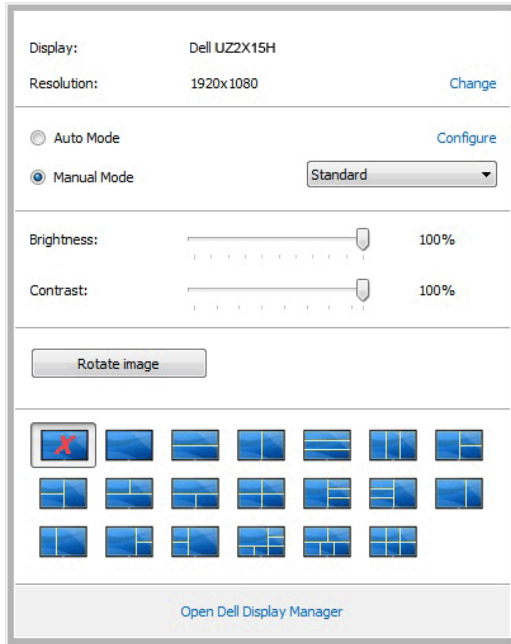 Display: Dell UZ2X15H
Resolution: 1920x1080 Change
Auto Mode Configure
Manual Mode Standard
Brightness: 100%
Contrast: 100%
Rotate image
Open Dell Display Manager